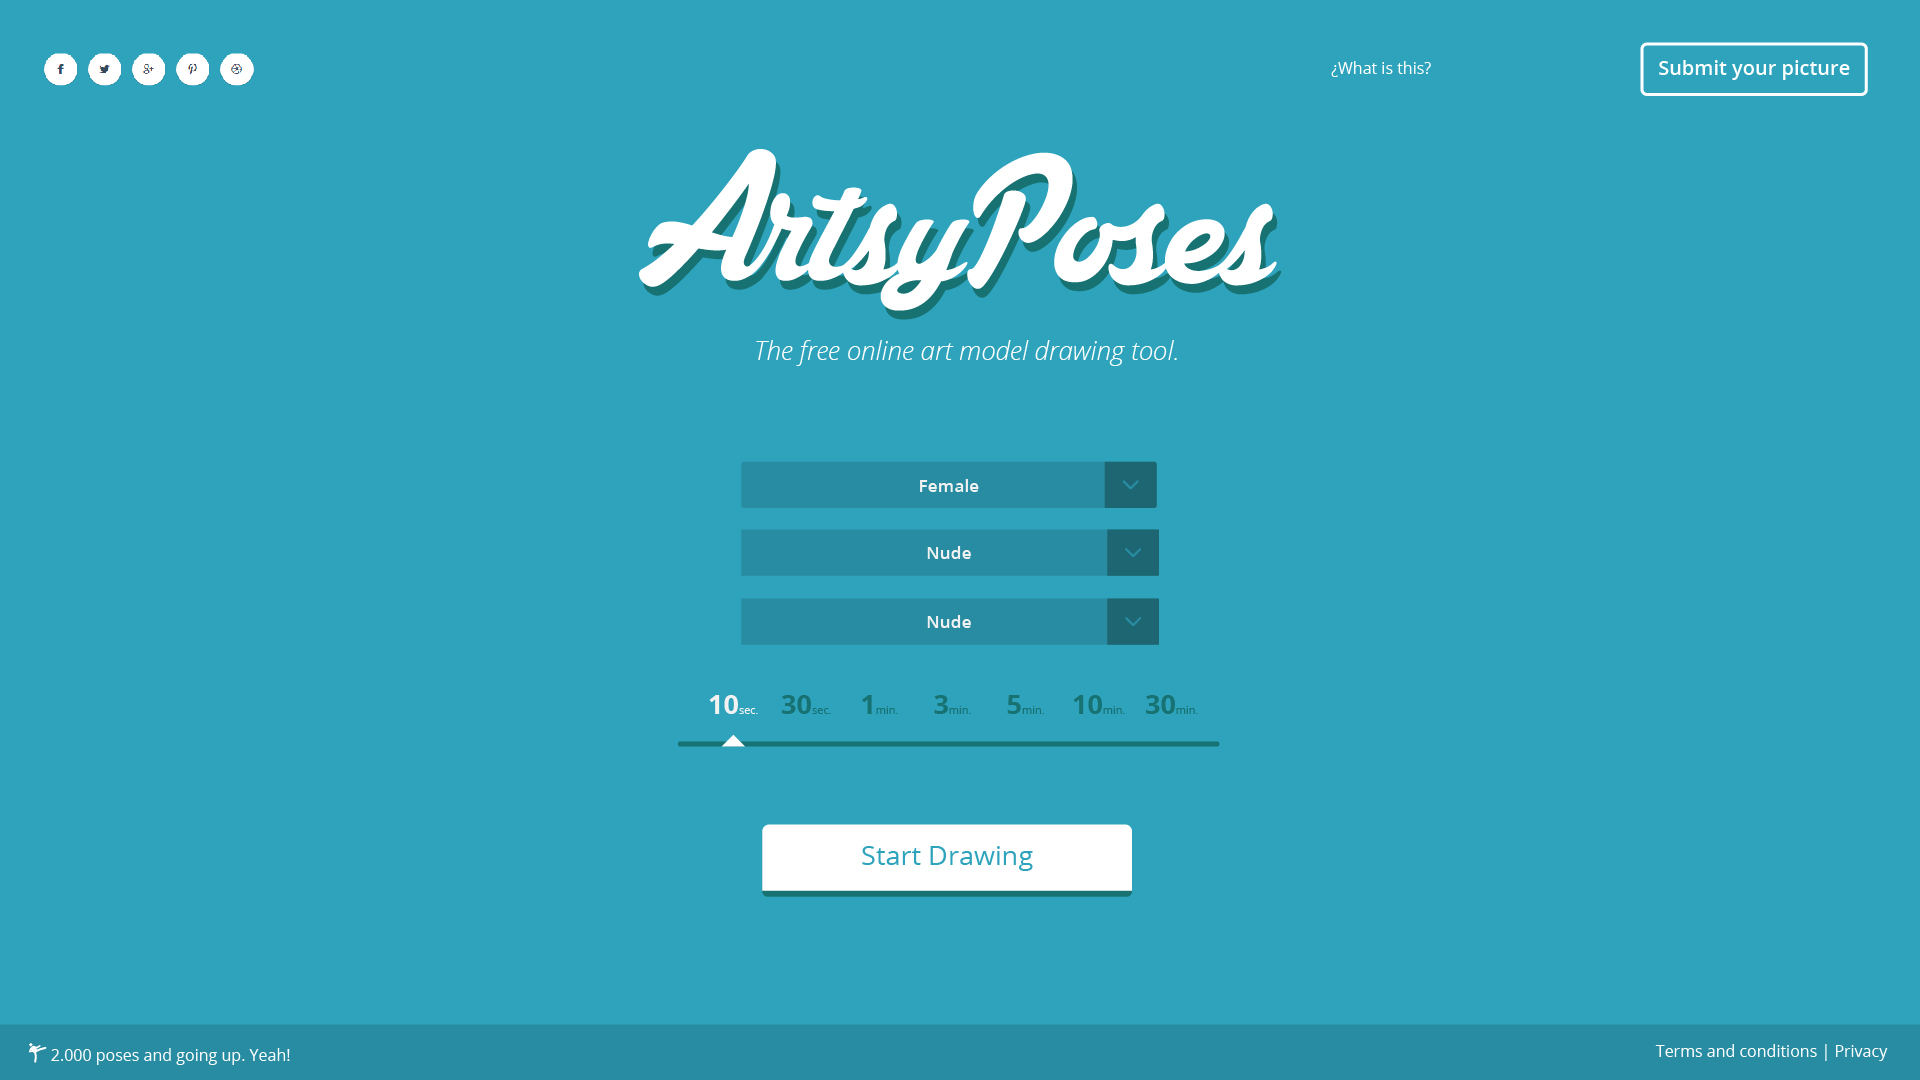 ¿What is this?
Submit your picture
ArtsyPoses
The free online art model drawing tool.
Female
Nude
Nude
10sec. 30sec. 1min. 3min. 5min. 10min. 30min.
Start Drawing
2.000 poses and going up. Yeah!
Terms and conditions | Privacy